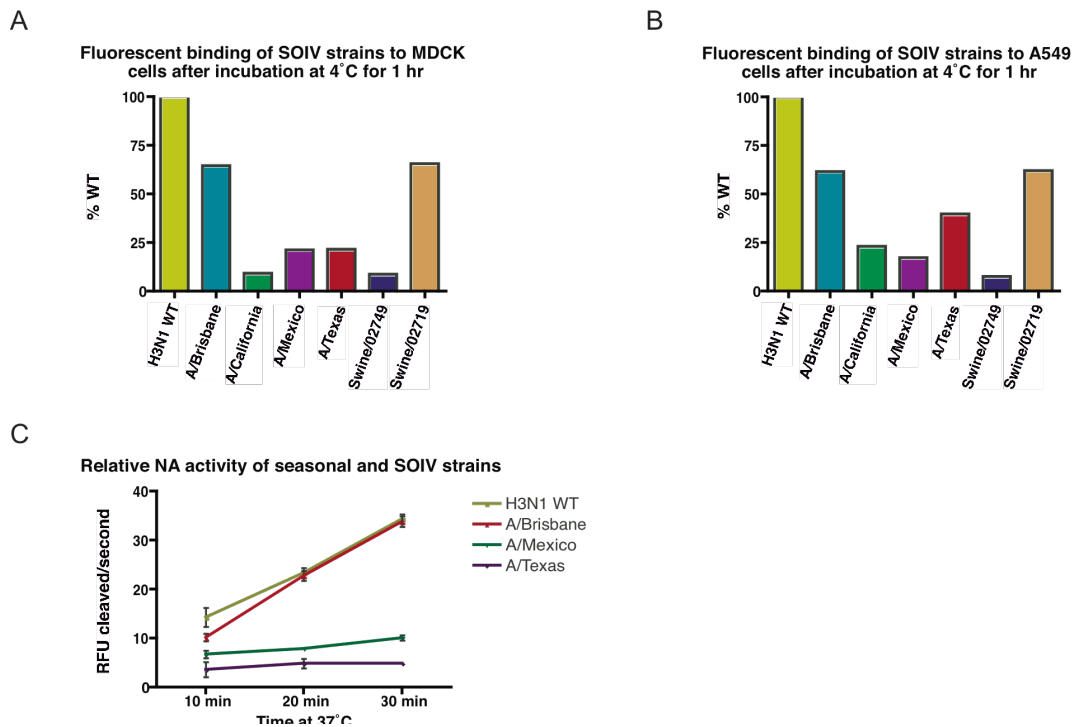 A
Fluorescent binding of SOIV strains to MDCK
cells after incubation at 4˚C for 1 hr
% WT
100
75
50
25
0
H3N1 WT
A/Brisbane
A/California
A/Mexico
A/Texas
Swine/02749
Swine/02719
B
Fluorescent binding of SOIV strains to A549
cells after incubation at 4˚C for 1 hr
% WT
100
75
50
25
0
H3N1 WT
A/Brisbane
A/California
A/Mexico
A/Texas
Swine/02749
Swine/02719
C
Relative NA activity of seasonal and SOIV strains
RFU cleaved/second
40
30
20
10
0
10 min
20 min
30 min
Time at 37˚C
H3N1 WT
A/Brisbane
A/Mexico
A/Texas